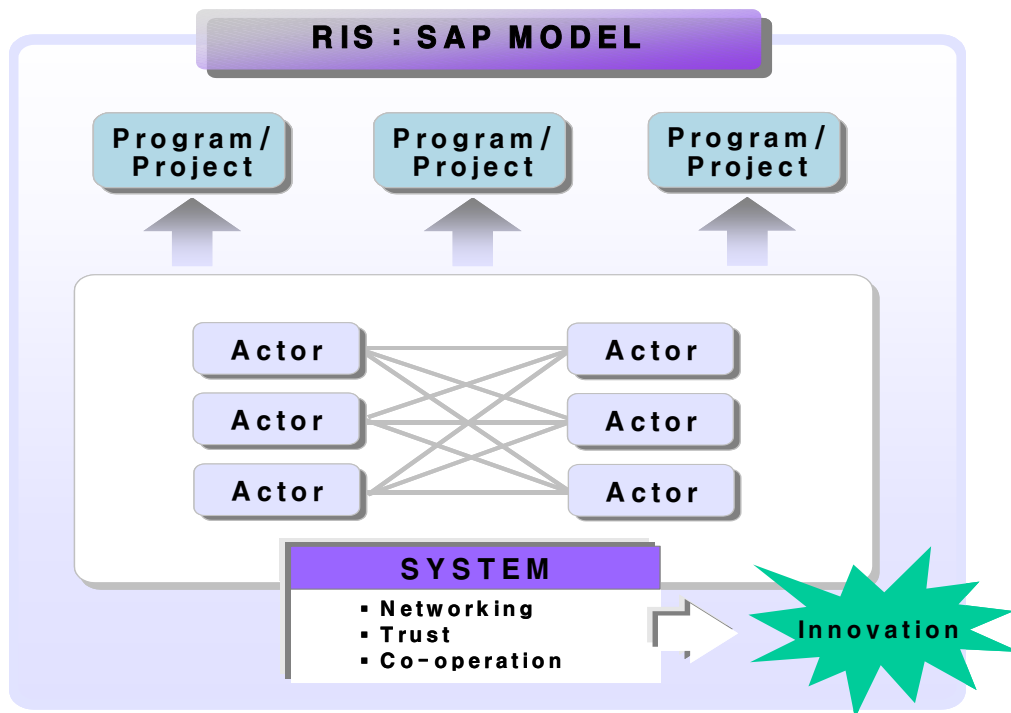 RIS : SAP MODEL
Program/
Project
Program/
Project
Program/
Project
Actor
Actor
Actor
Actor
Actor
Actor
SYSTEM
▪ Networking
▪ Trust
▪ Co-operation
Innovation